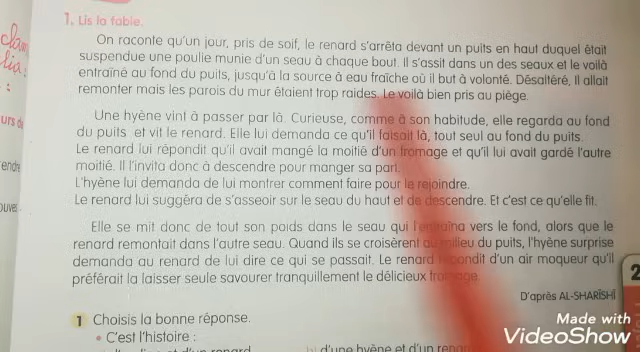 1. Lis la fable.
On raconte qu'un jour, pris de soif, le renard s'arrêta devant un puits en haut duquel était
suspendue une poulie munie d'un seau à chaque bout. Il s'assit dans un des seaux et le voilà
entraîné au fond du puits, jusqu'à la source à eau fraîche où il but à volonté. Désaltéré, Il allait
remonter mais les parois du mur étaient trop raides. Le voilà bien pris au piège.
Une hyène vint à passer par là. Curieuse, comme à son habitude, elle regarda au fond
du puits et vit le renard. Elle lui demanda ce qu'il faisait là, tout seul au fond du puits.
Le renard lui répondit qu'il avait mangé la moitié d'un fromage et qu'il lui avait gardé l'autre
moitié. Il l'invita donc à descendre pour manger sa part.
L'hyène lui demanda de lui montrer comment faire pour le rejoindre.
Le renard lui suggéra de s'asseoir sur le seau du haut et de descendre. Et c'est ce qu'elle fit.
Elle se mit donc de tout son poids dans le seau qui l'entraîna vers le fond, alors que le
renard remontait dans l'autre seau. Quand ils se croisèrent au milieu du puits, l'hyène surprise
demanda au renard de lui dire ce qui se passait. Le renard d'un air moqueur qu'il
préférait la laisser seule savourer tranquillement le délicieux fromage.
D'après AL-SHARÎSHÎ
1 Choisis la bonne réponse.
• C'est l'histoire :
d'une hyène et d'un renard
2
Made with
VideoShow